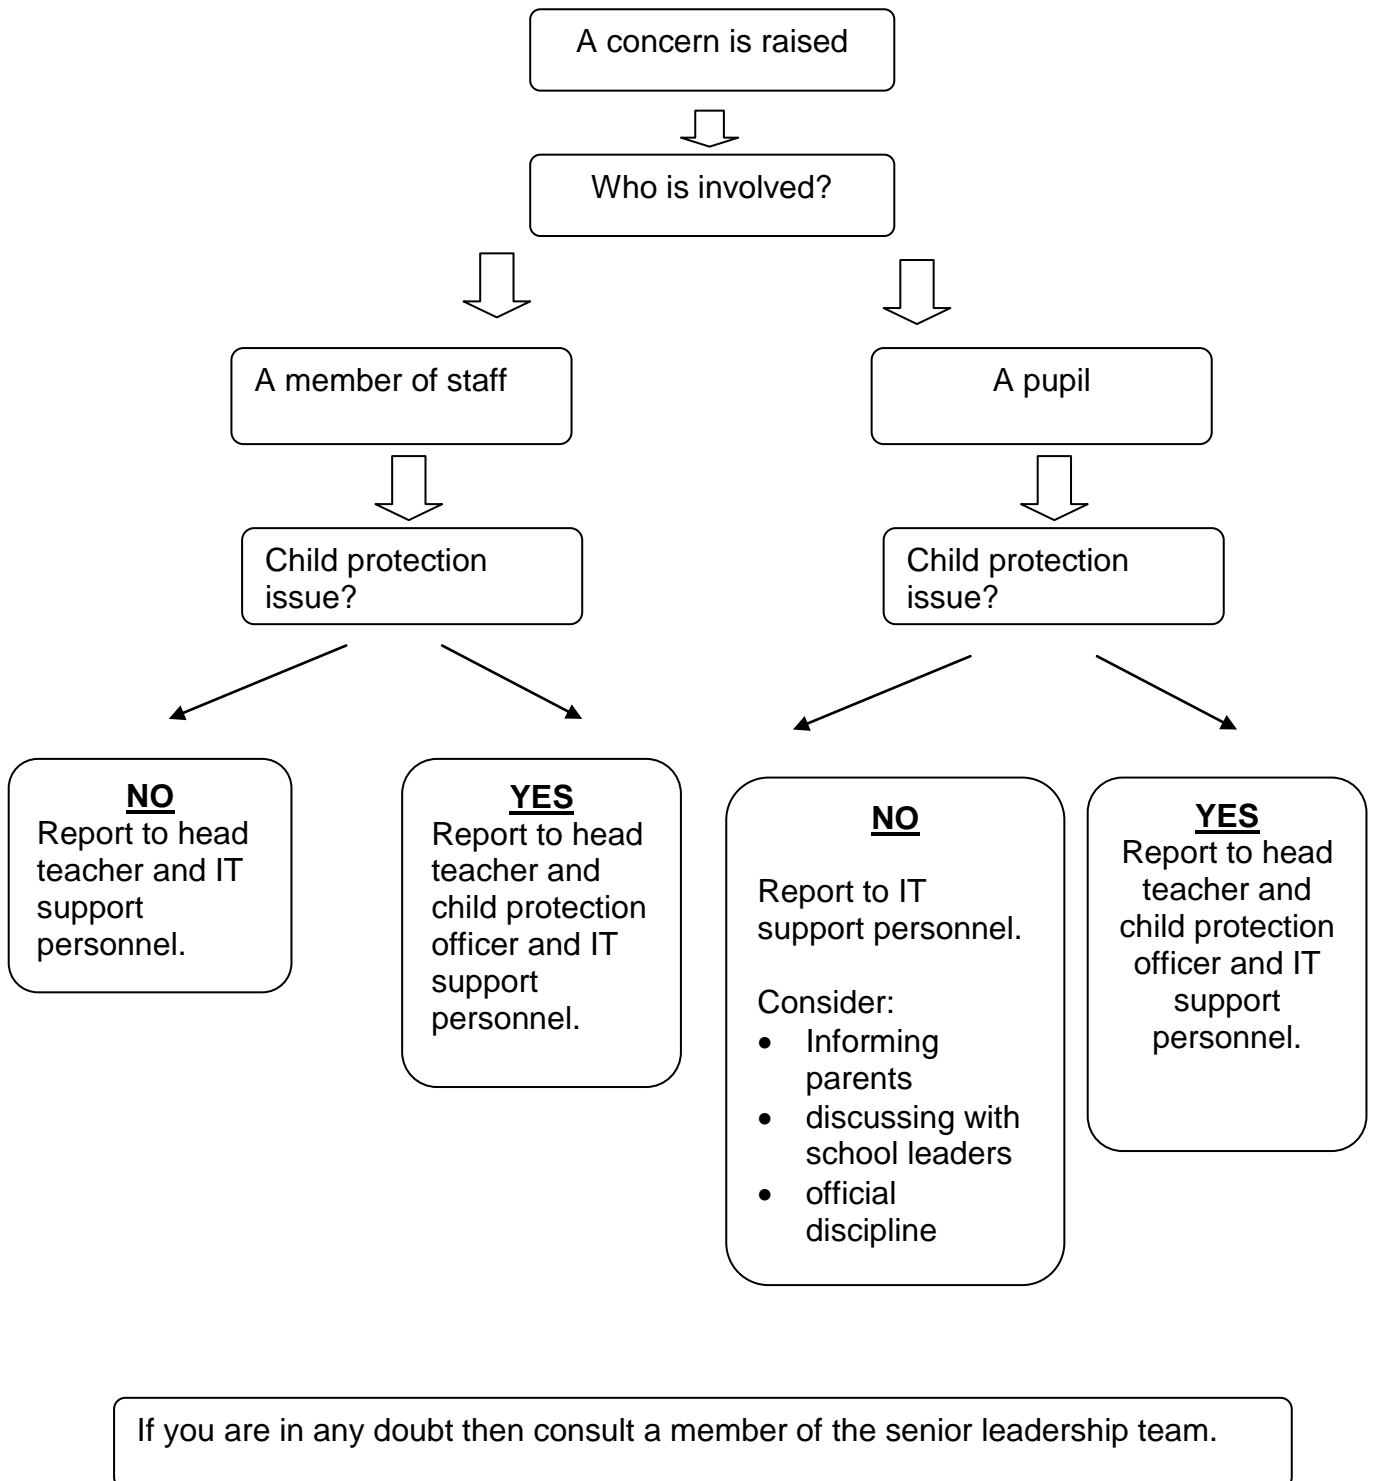 A concern is raised
Who is involved?
A member of staff
A pupil
Child protection
issue?
Child protection
issue?
NO
Report to head
teacher and IT
support
personnel.
YES
Report to head
teacher and
child protection
officer and IT
support
personnel.
NO
Report to IT
support personnel.
Consider:
• Informing
parents
• discussing with
school leaders
• official
discipline
YES
Report to head
teacher and
child protection
officer and IT
support
personnel.
If you are in any doubt then consult a member of the senior leadership team.